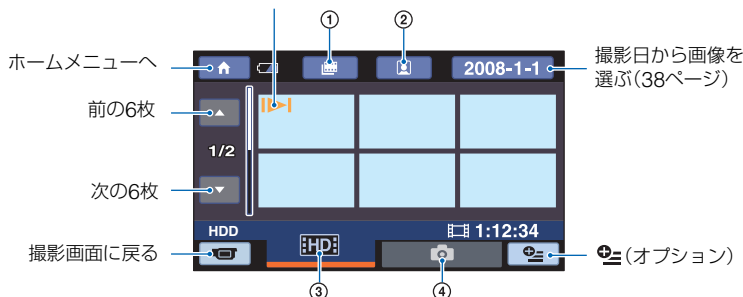 ① ②
ホームメニューへ
2008-1-1
撮影日から画像を
選ぶ(38ページ)
前の6枚
1/2
次の6枚
HDD
1:12:34
撮影画面に戻る
HD
(オプション)
③ ④